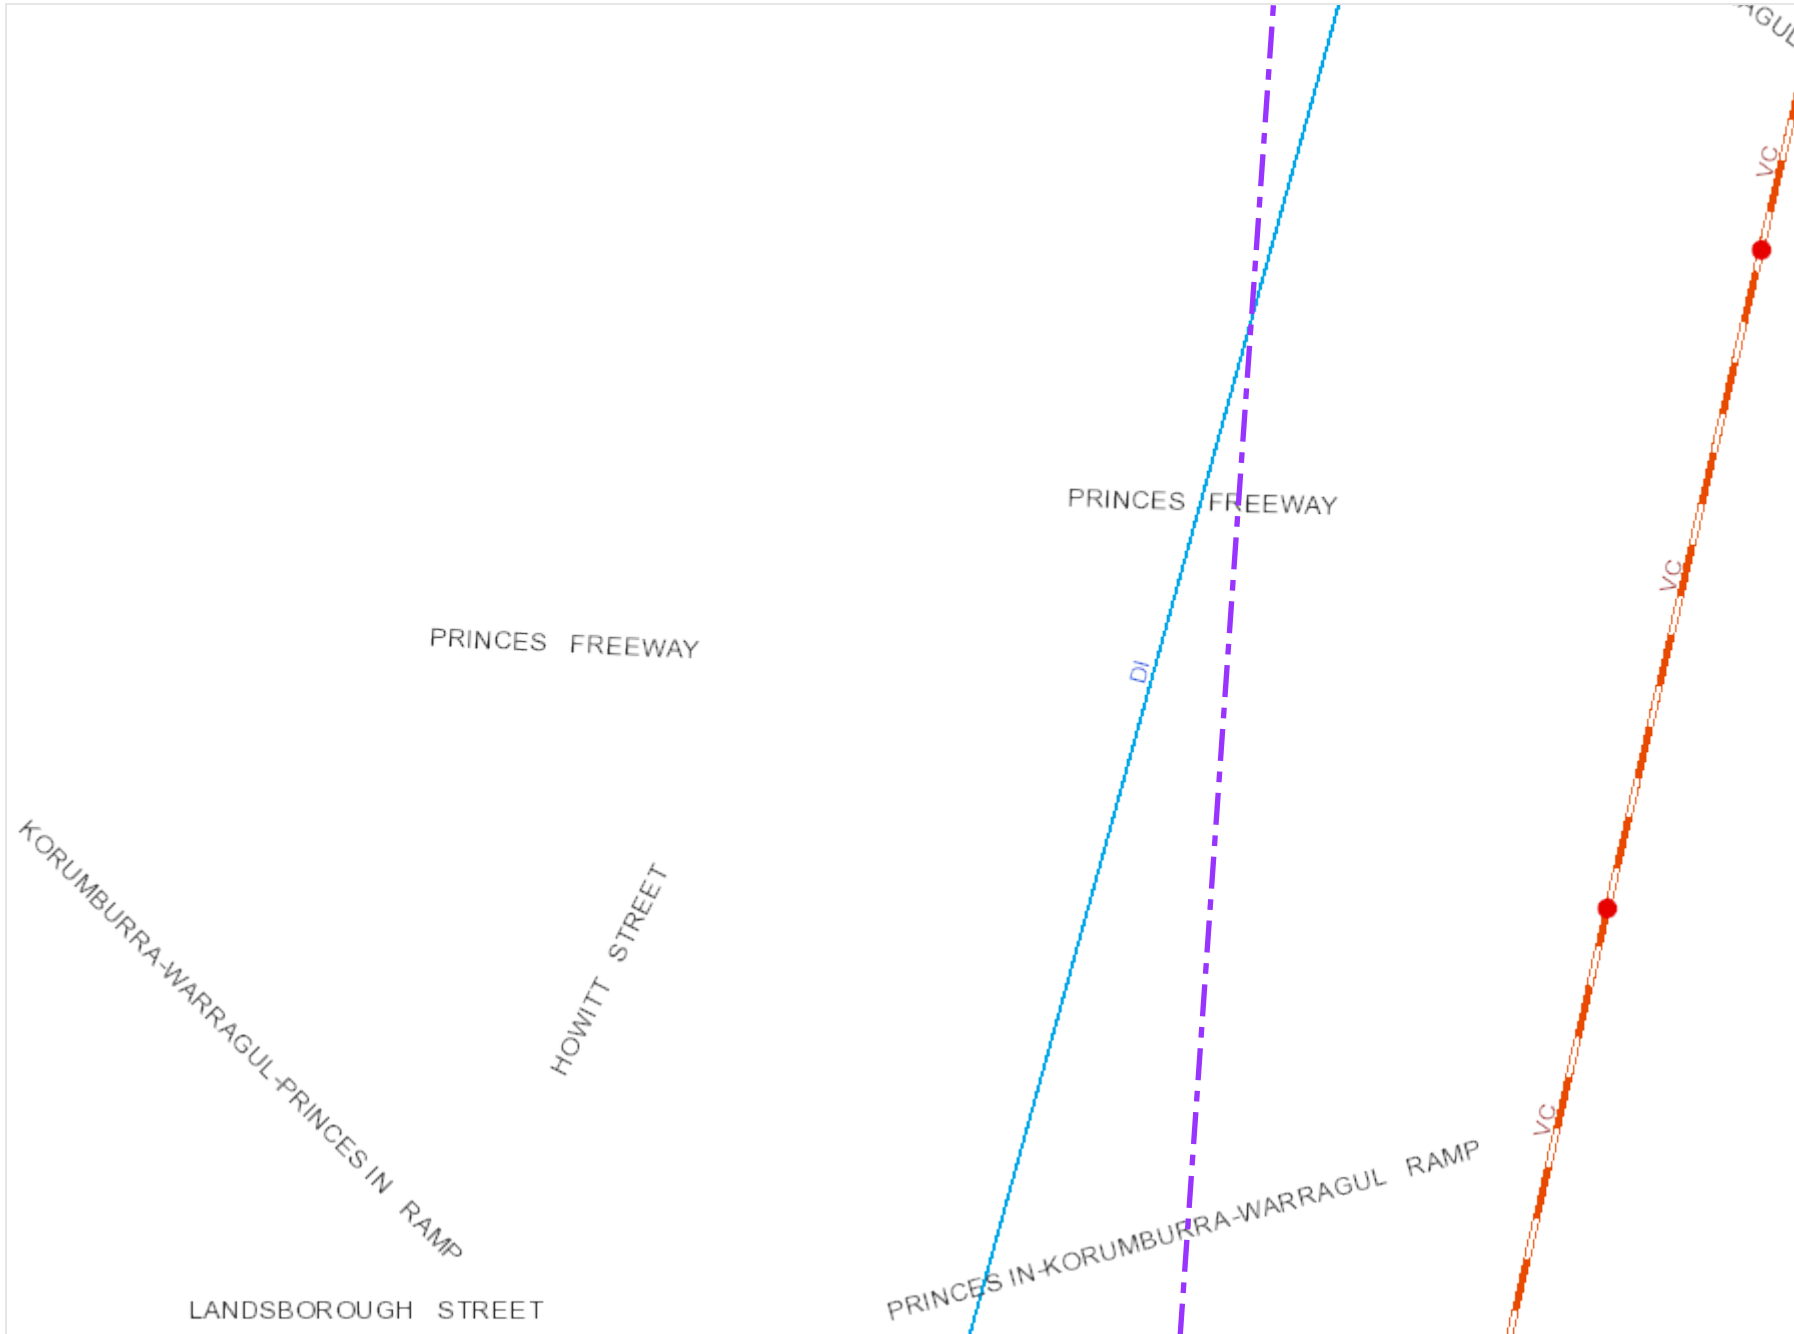 VC
PRINCES FREEWAY
VC
PRINCES FREEWAY
DI
KORUMBURRA-WARRAGUL-PRINCES IN RAMP
HOWITT STREET
VC
PRINCES IN-KORUMBURRA-WARRAGUL RAMP
LANDSBOROUGH STREET